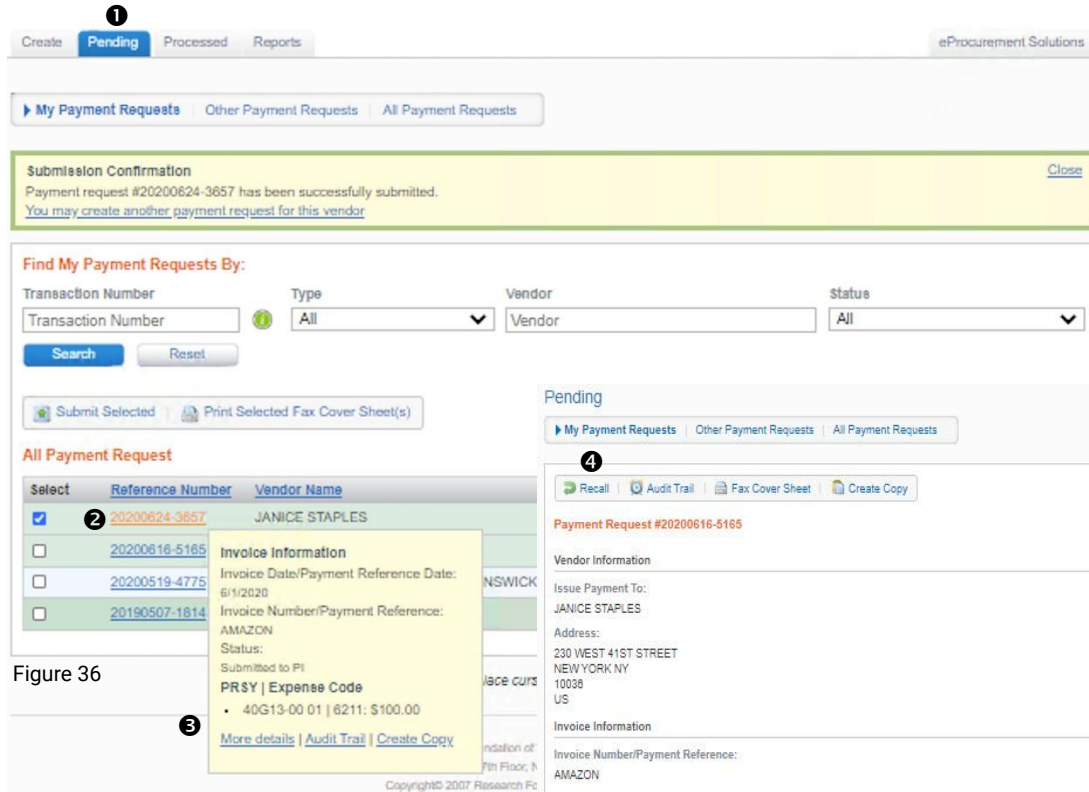 ❶
Create Pending Processed Reports eProcurement Solutions
My Payment Requests Other Payment Requests All Payment Requests
Submission Confirmation Close
Payment request #20200624-3657 has been successfully submitted.
You may create another payment request for this vendor
Find My Payment Requests By:
Transaction Number Type Vendor Status
Transaction Number All Vendor All
Search Reset
Submit Selected Print Selected Fax Cover Sheet(s)
All Payment Request
Select Reference Number Vendor Name
❷ 20200624-3657 JANICE STAPLES
20200616-5165
20200519-4775 NSWICK
20190507-1814
Invoice Information
Invoice Date/Payment Reference Date:
6/1/2020
Invoice Number/Payment Reference:
AMAZON
Status:
Submitted to PI
PRSY | Expense Code
• 40G13-00 01 | 6211: $100.00
❸
More details | Audit Trail | Create Copy
Figure 36
lace curs
ndation of
7th Floor, N
Copyright© 2007 Research Fo
Pending
My Payment Requests Other Payment Requests All Payment Requests
❹
Recall Audit Trail Fax Cover Sheet Create Copy
Payment Request #20200616-5165
Vendor Information
Issue Payment To:
JANICE STAPLES
Address:
230 WEST 41ST STREET
NEW YORK NY
10036
US
Invoice Information
Invoice Number/Payment Reference:
AMAZON